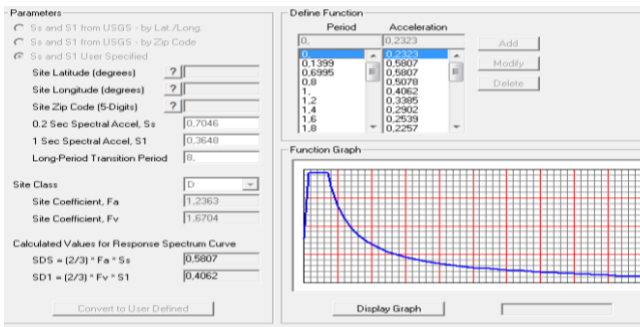 Parameters
Ss and S1 from USGS - by Lat./Long.
Ss and S1 from USGS - by Zip Code
Ss and S1 User Specified
Site Latitude (degrees) ?
Site Longitude (degrees) ?
Site Zip Code (5-Digits) ?
0.2 Sec Spectral Accel, Ss 0,7046
1 Sec Spectral Accel, S1 0,3648
Long-Period Transition Period 8,
Site Class D
Site Coefficient, Fa 1,2363
Site Coefficient, Fv 1,6704
Calculated Values for Response Spectrum Curve
SDS = (2/3) * Fa * Ss 0,5807
SD1 = (2/3) * Fv * S1 0,4062
Convert to User Defined
Define Function
Period Acceleration
0, 0,2323
0, 0,2323
0,1399 0,5807
0,6995 0,5807
0,8 0,5078
1, 0,4062
1,2 0,3385
1,4 0,2902
1,6 0,2539
1,8 0,2257
Add
Modify
Delete
Function Graph
Display Graph